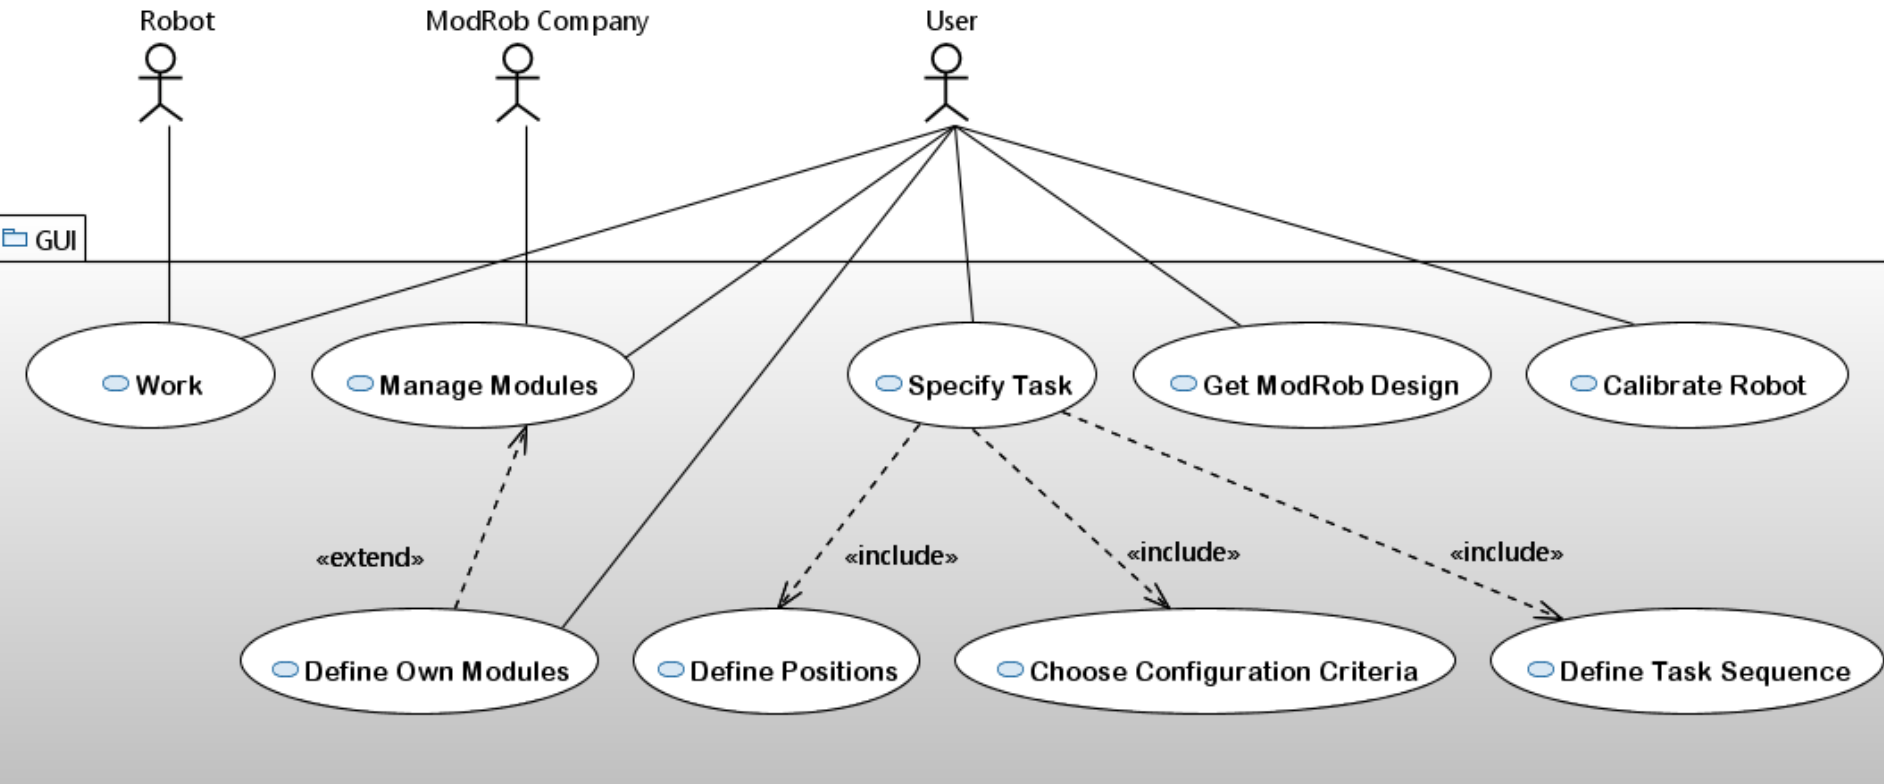 Robot
ModRob Company
User
GUI
Work
Manage Modules
Specify Task
Get ModRob Design
Calibrate Robot
«extend»
«include»
«include»
«include»
Define Own Modules
Define Positions
Choose Configuration Criteria
Define Task Sequence